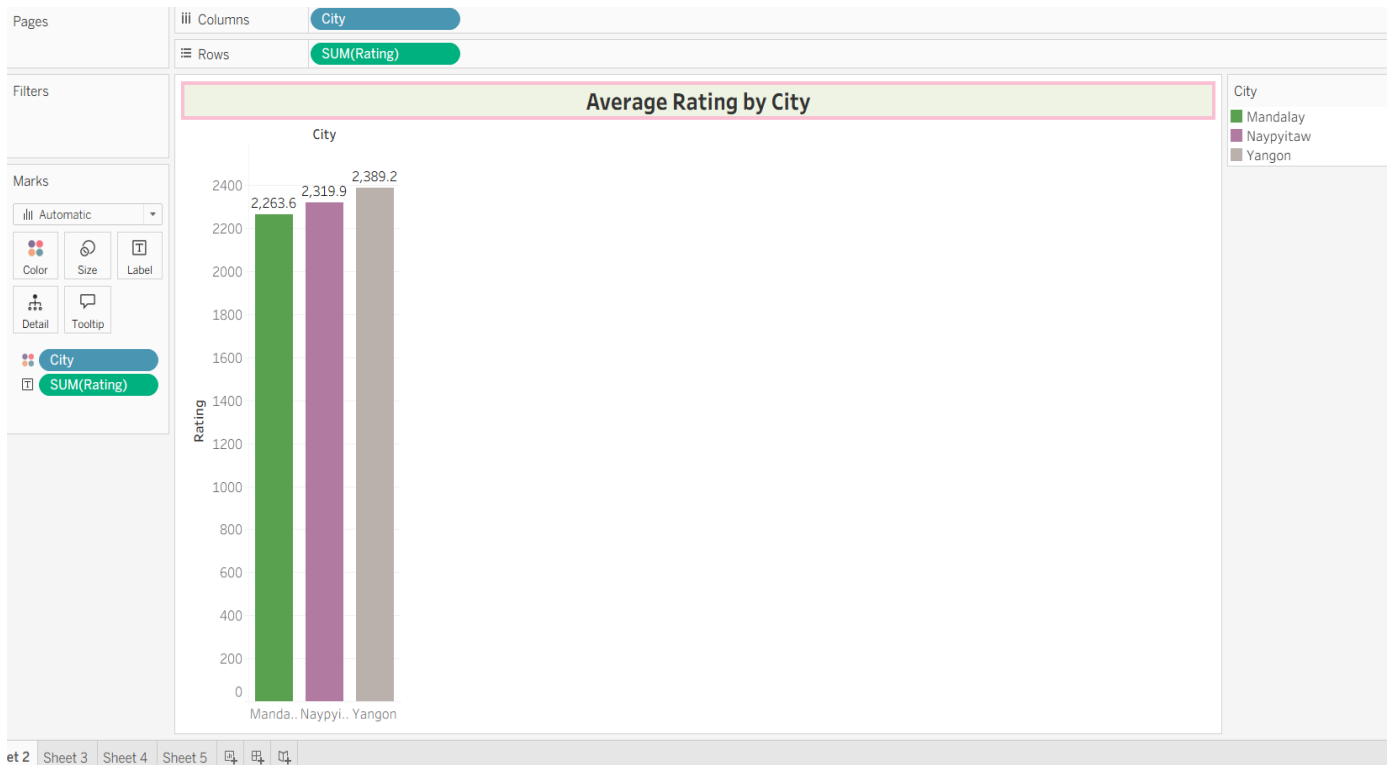 Pages
Columns
City
Rows
SUM(Rating)
Filters
Marks
Automatic
Color
Size
Label
Detail
Tooltip
City
SUM(Rating)
Average Rating by City
City
2400
2200
2000
1800
1600
1400
1200
1000
800
600
400
200
0
Rating
2,263.6
2,319.9
2,389.2
Manda..
Naypyi..
Yangon
City
Mandalay
Naypyitaw
Yangon
et 2
Sheet 3
Sheet 4
Sheet 5